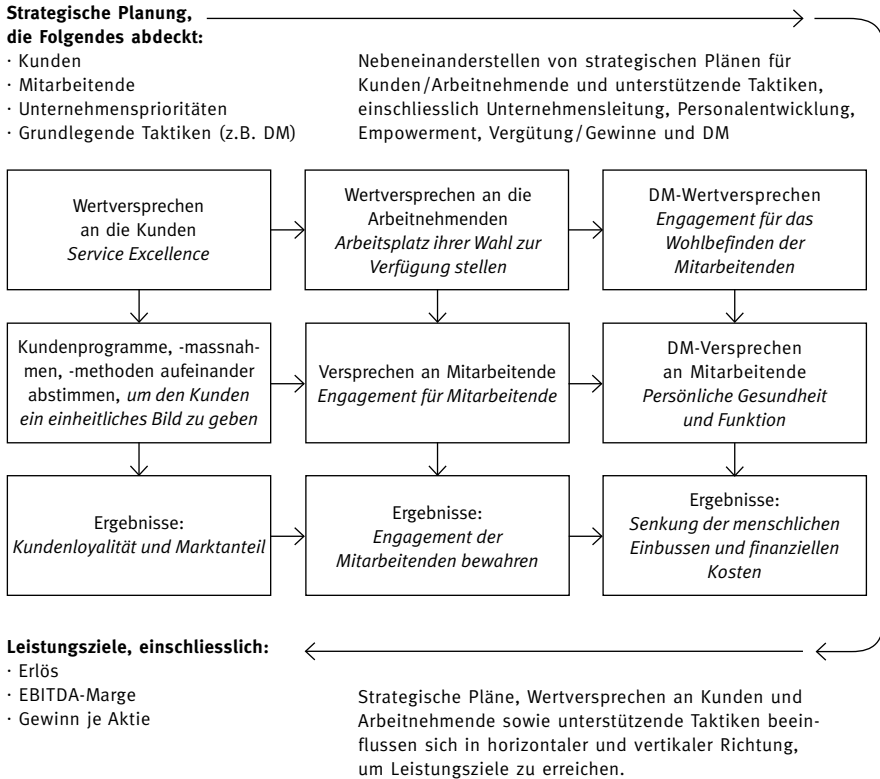 Strategische Planung,
die Folgendes abdeckt:
· Kunden
· Mitarbeitende
· Unternehmensprioritäten
· Grundlegende Taktiken (z.B. DM)
Nebeneinanderstellen von strategischen Plänen für
Kunden/Arbeitnehmende und unterstützende Taktiken,
einschliesslich Unternehmensleitung, Personalentwicklung,
Empowerment, Vergütung/Gewinne und DM
Wertversprechen
an die Kunden
Service Excellence
Wertversprechen an die
Arbeitnehmenden
Arbeitsplatz ihrer Wahl zur
Verfügung stellen
DM-Wertversprechen
Engagement für das
Wohlbefinden der
Mitarbeitenden
Kundenprogramme, -massnah-
men, -methoden aufeinander
abstimmen, um den Kunden
ein einheitliches Bild zu geben
Versprechen an Mitarbeitende
Engagement für Mitarbeitende
DM-Versprechen
an Mitarbeitende
Persönliche Gesundheit
und Funktion
Ergebnisse:
Kundenloyalität und Marktanteil
Ergebnisse:
Engagement der
Mitarbeitenden bewahren
Ergebnisse:
Senkung der menschlichen
Einbussen und finanziellen
Kosten
Leistungsziele, einschliesslich:
· Erlös
· EBITDA-Marge
· Gewinn je Aktie
Strategische Pläne, Wertversprechen an Kunden und
Arbeitnehmende sowie unterstützende Taktiken beein-
flussen sich in horizontaler und vertikaler Richtung,
um Leistungsziele zu erreichen.